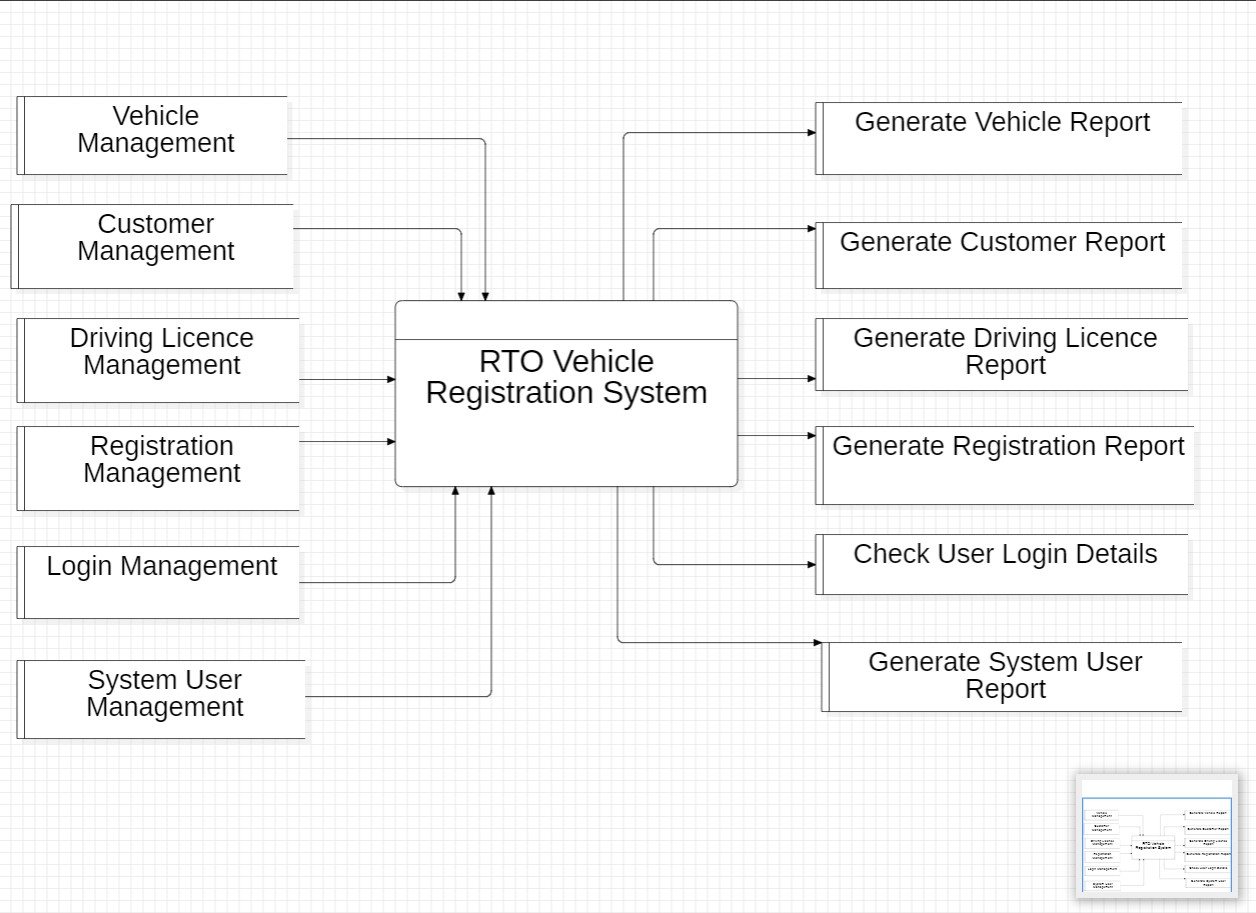 Vehicle
Management
Customer
Management
Driving Licence
Management
Registration
Management
Login Management
System User
Management
RTO Vehicle
Registration System
Generate Vehicle Report
Generate Customer Report
Generate Driving Licence
Report
Generate Registration Report
Check User Login Details
Generate System User
Report